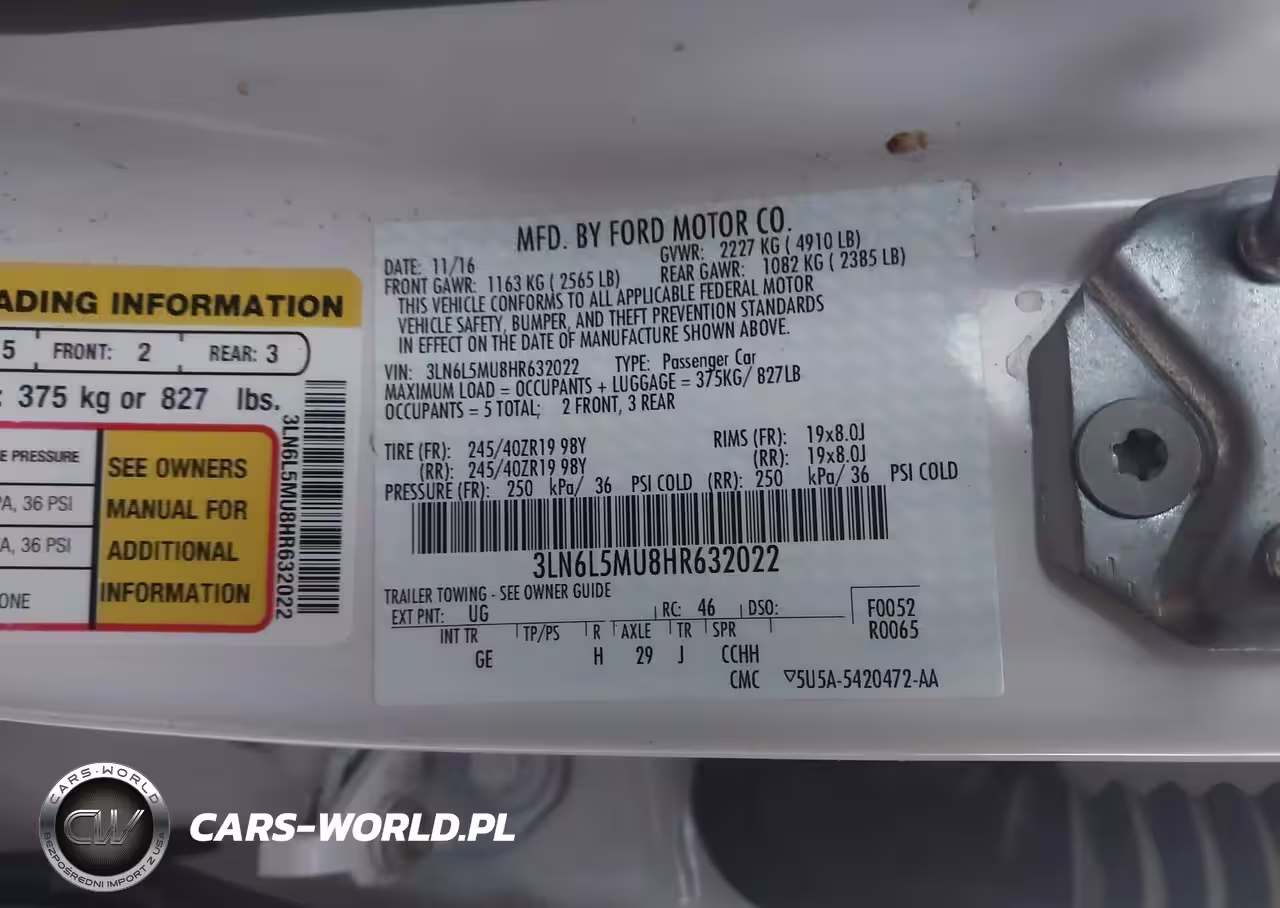 ADING INFORMATION
5 FRONT: 2 REAR: 3
: 375 kg or 827 lbs.
E PRESSURE
A, 36 PSI
A, 36 PSI
ONE
SEE OWNERS
MANUAL FOR
ADDITIONAL
INFORMATION
3LN6L5MU8HR632022
MFD. BY FORD MOTOR CO.
DATE: 11/16 GVWR: 2227 KG ( 4910 LB)
FRONT GAWR: 1163 KG ( 2565 LB) REAR GAWR: 1082 KG ( 2385 LB)
THIS VEHICLE CONFORMS TO ALL APPLICABLE FEDERAL MOTOR
VEHICLE SAFETY, BUMPER, AND THEFT PREVENTION STANDARDS
IN EFFECT ON THE DATE OF MANUFACTURE SHOWN ABOVE.
VIN: 3LN6L5MU8HR632022 TYPE: Passenger Car
MAXIMUM LOAD = OCCUPANTS + LUGGAGE = 375KG/ 827LB
OCCUPANTS = 5 TOTAL; 2 FRONT, 3 REAR
TIRE (FR): 245/40ZR19 98Y RIMS (FR): 19x8.0J
(RR): 245/40ZR19 98Y (RR): 19x8.0J
PRESSURE (FR): 250 kPa/ 36 PSI COLD (RR): 250 kPa/ 36 PSI COLD
3LN6L5MU8HR632022
TRAILER TOWING - SEE OWNER GUIDE
EXT PNT: UG RC: 46 DSO: F0052
INT TR TP/PS R AXLE TR SPR R0065
GE H 29 J CCHH
CMC ▽5U5A-5420472-AA
CARS-WORLD
CW
BEZPOŚREDNI IMPORT Z USA
CARS-WORLD.PL